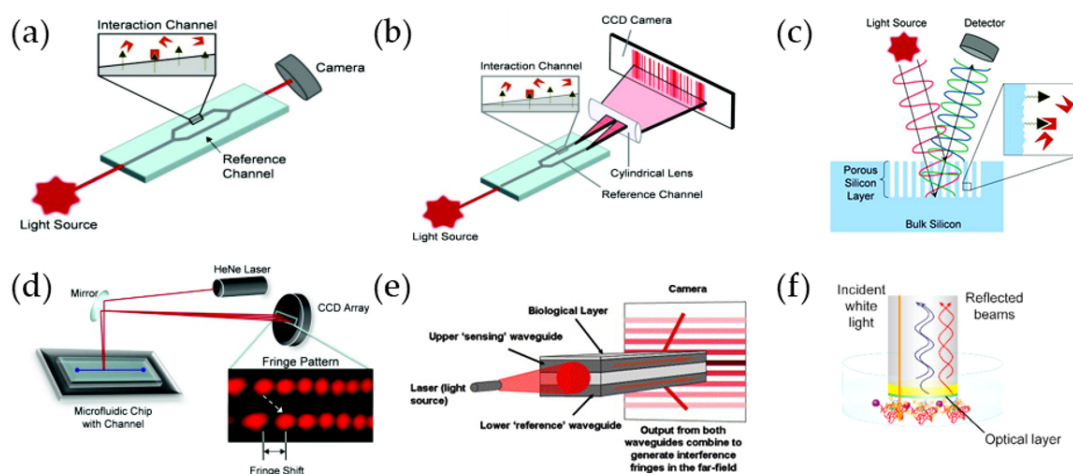 (a)
Interaction Channel
Camera
Reference
Channel
Light Source
(b)
CCD Camera
Interaction Channel
Cylindrical Lens
Reference Channel
Light Source
(c)
Light Source
Detector
Porous
Silicon
Layer
Bulk Silicon
(d)
HeNe Laser
Mirror
CCD Array
Fringe Pattern
Microfluidic Chip
with Channel
Fringe Shift
(e)
Camera
Biological Layer
Upper ‘sensing’ waveguide
Laser (light
source)
Lower ‘reference’ waveguide
Output from both
waveguides combine to
generate interference
fringes in the far-field
(f)
Incident
white
light
Reflected
beams
Optical layer